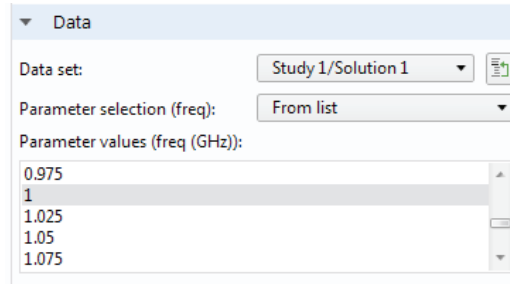 Data
Data set: Study 1/Solution 1
Parameter selection (freq): From list
Parameter values (freq (GHz)):
0.975
1
1.025
1.05
1.075